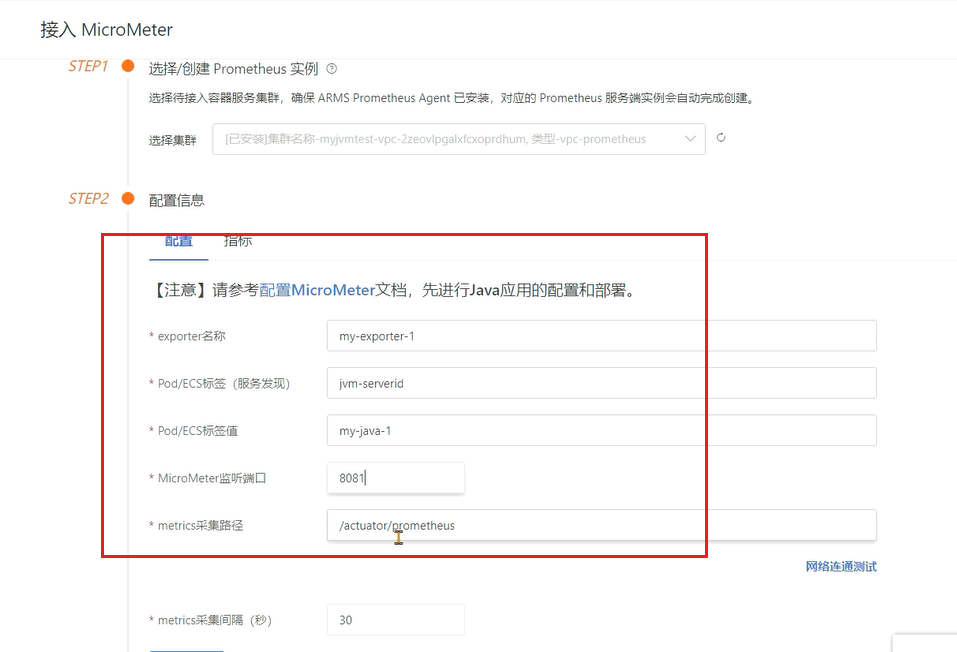 接入 MicroMeter
STEP1
选择/创建 Prometheus 实例 ?
选择待接入容器服务集群，确保 ARMS Prometheus Agent 已安装，对应的 Prometheus 服务端实例会自动完成创建。
选择集群
[已安装]集群名称-myjvmtest-vpc-2zeovlpgalxfcxoprdhum, 类型-vpc-prometheus
STEP2
配置信息
配置 指标
【注意】请参考配置MicroMeter文档，先进行Java应用的配置和部署。
* exporter名称 my-exporter-1
* Pod/ECS标签（服务发现） jvm-serverid
* Pod/ECS标签值 my-java-1
* MicroMeter监听端口 8081
* metrics采集路径 /actuator/prometheus
网络连通测试
* metrics采集间隔（秒） 30